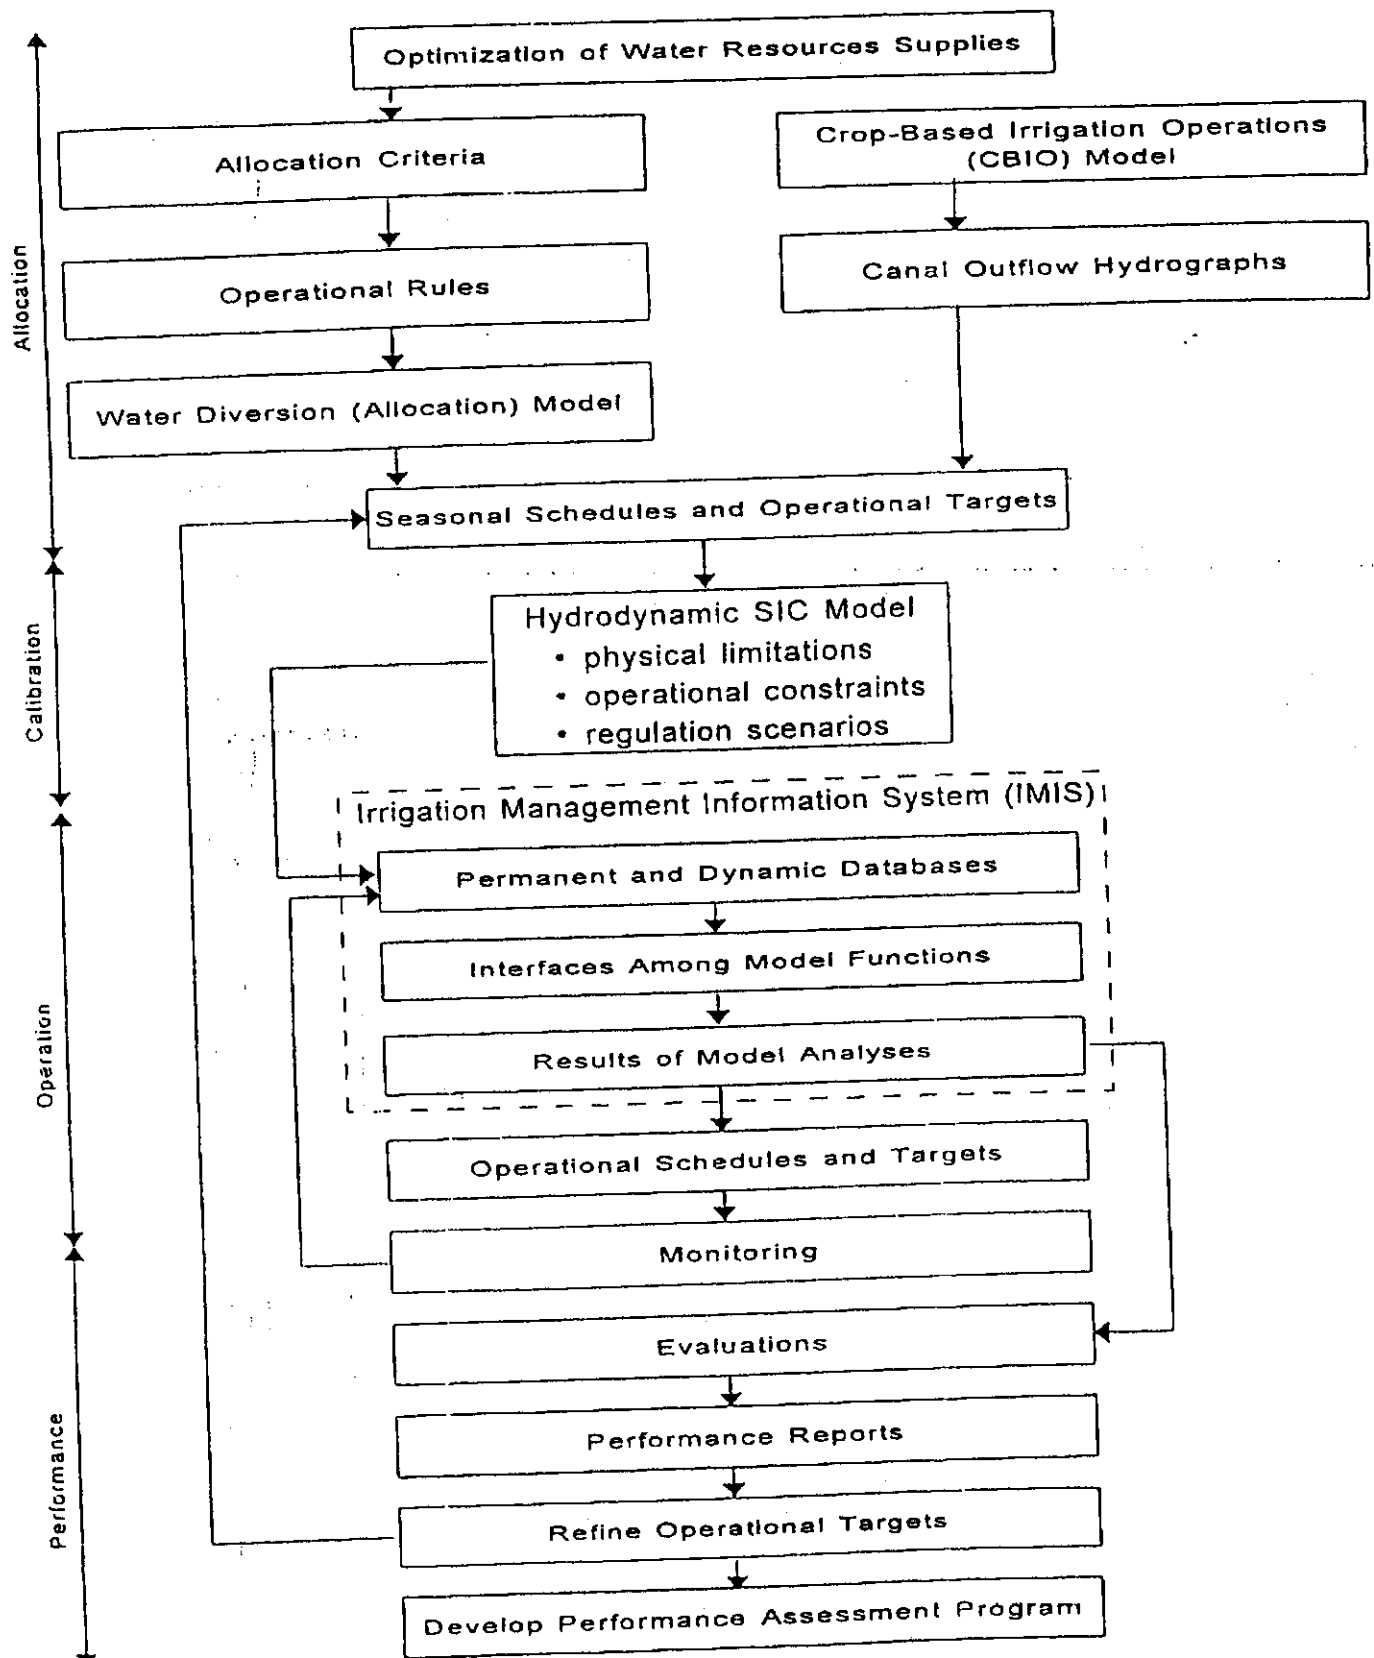 Optimization of Water Resources Supplies
Allocation Criteria
Crop-Based Irrigation Operations
(CBIO) Model
Operational Rules
Canal Outflow Hydrographs
Water Diversion (Allocation) Model
Seasonal Schedules and Operational Targets
Allocation
Hydrodynamic SIC Model
• physical limitations
• operational constraints
• regulation scenarios
Calibration
Irrigation Management Information System (IMIS)
Permanent and Dynamic Databases
Interfaces Among Model Functions
Results of Model Analyses
Operational Schedules and Targets
Monitoring
Operation
Evaluations
Performance Reports
Refine Operational Targets
Develop Performance Assessment Program
Performance